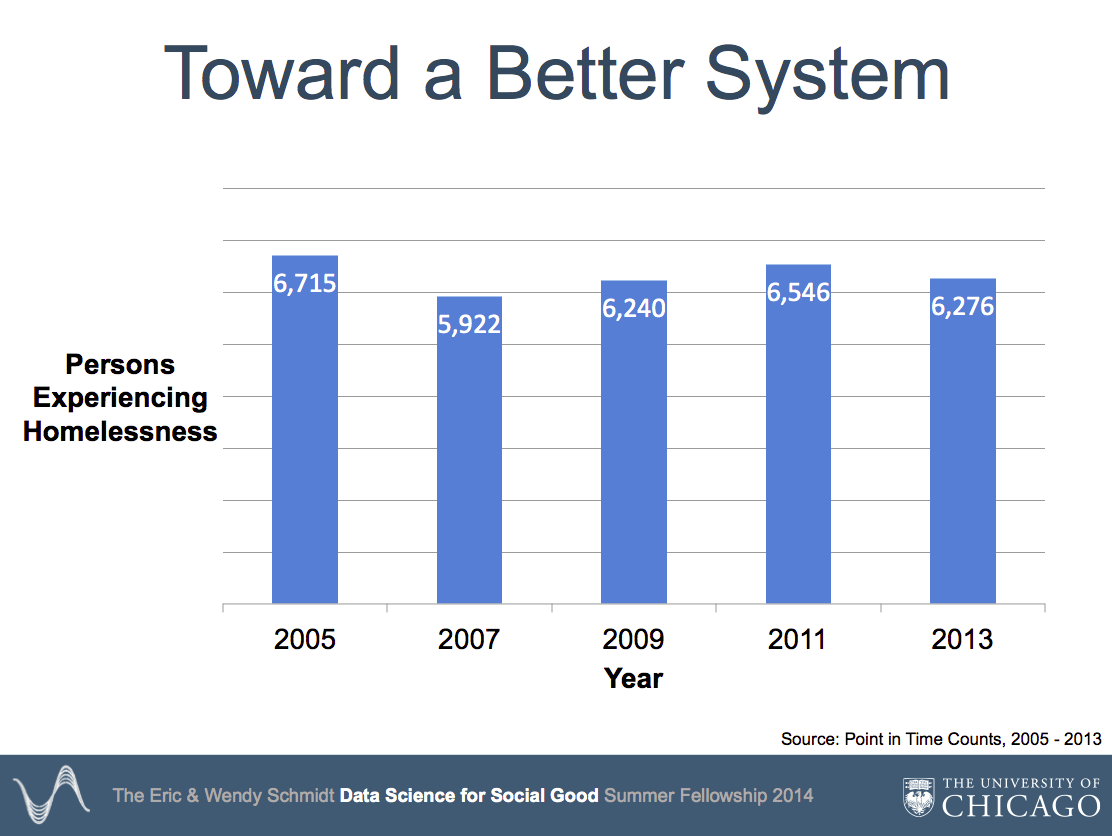 Toward a Better System
6,715
5,922
6,240
6,546
6,276
Persons
Experiencing
Homelessness
2005 2007 2009 2011 2013
Year
Source: Point in Time Counts, 2005 - 2013
The Eric & Wendy Schmidt Data Science for Social Good Summer Fellowship 2014
THE UNIVERSITY OF
CHICAGO